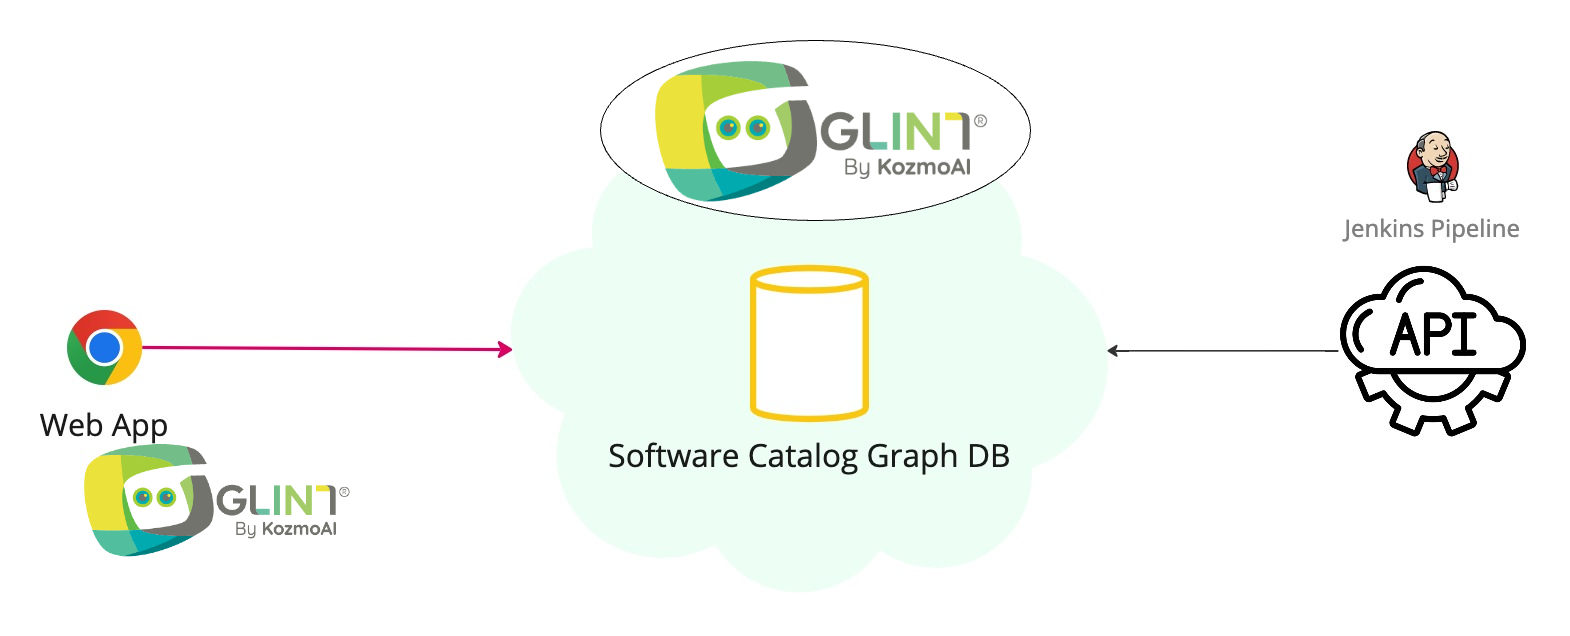 GLINT®
By KozmoAI
Jenkins Pipeline
API
Web App
Software Catalog Graph DB
GLINT®
By KozmoAI